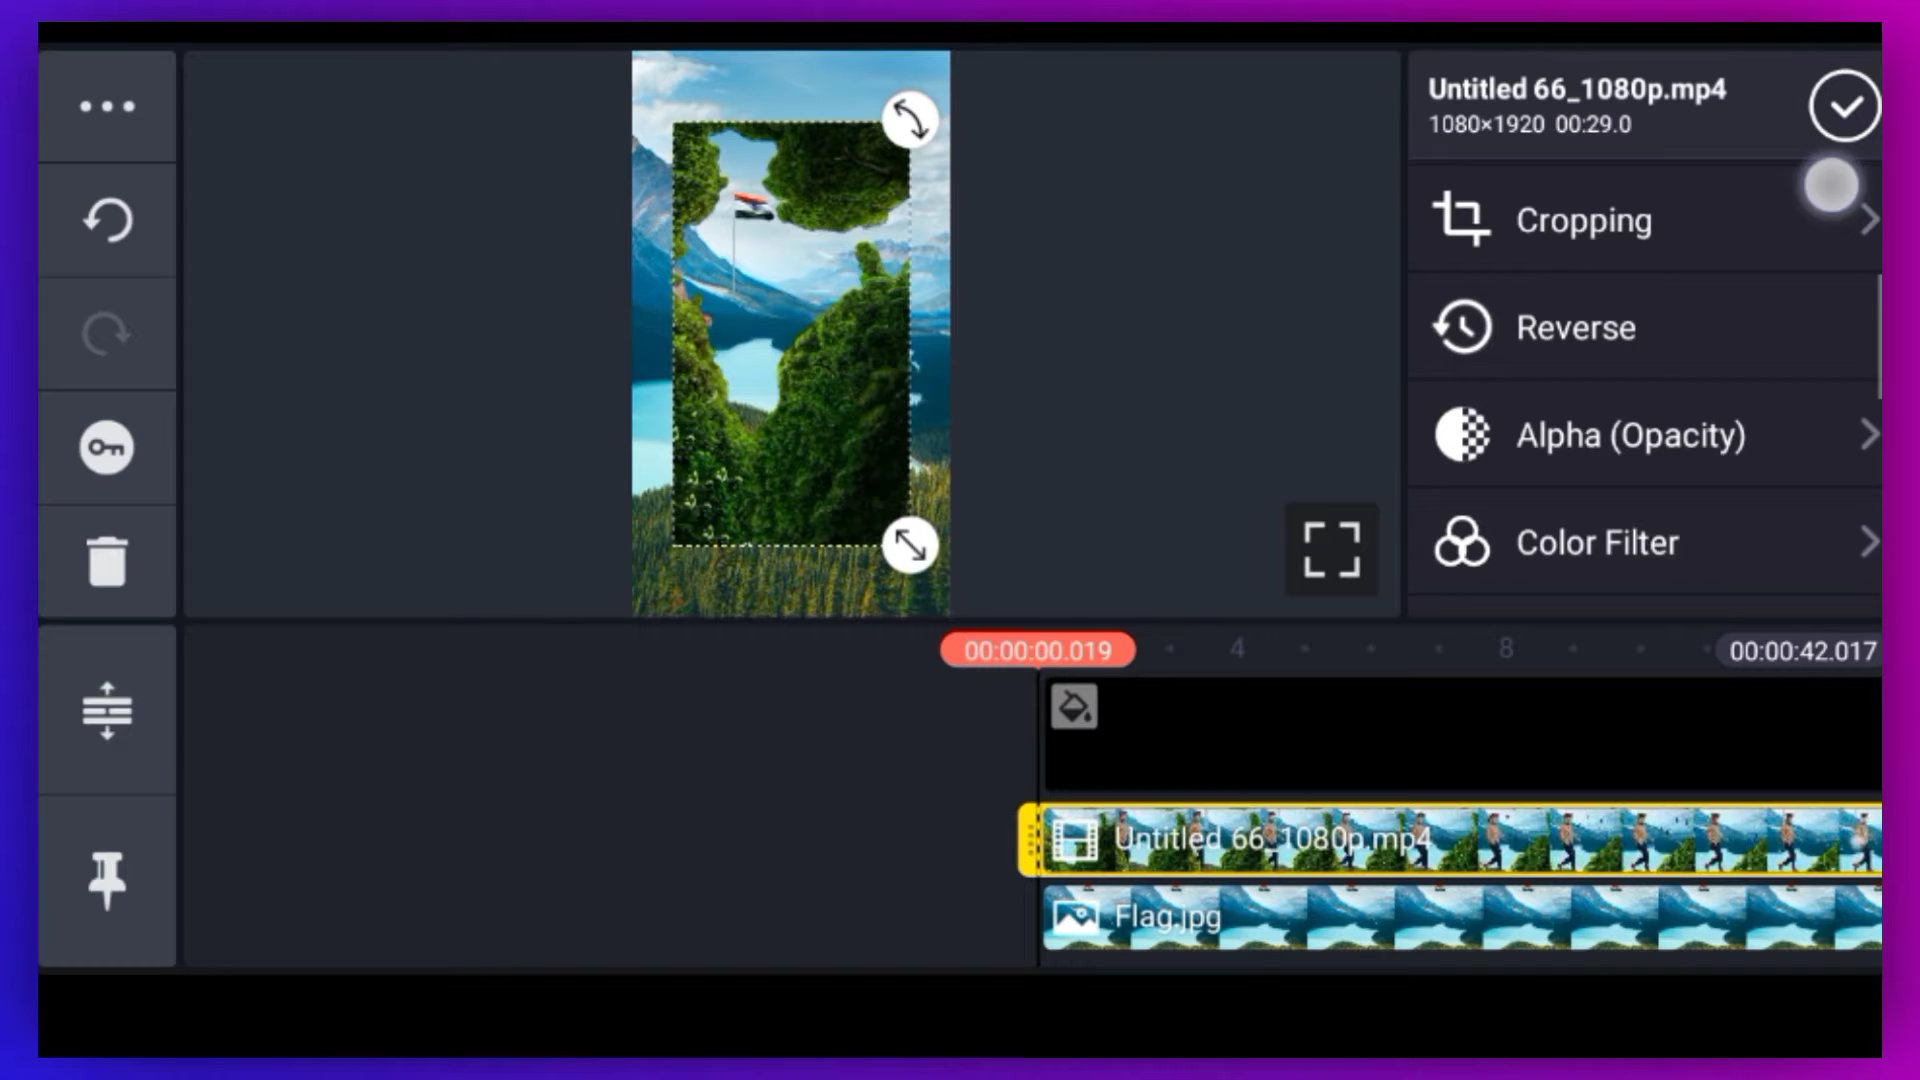 Untitled 66_1080p.mp4
1080×1920 00:29.0
Cropping
Reverse
Alpha (Opacity)
Color Filter
00:00:00.019
4
8
00:00:42.017
Untitled 66_1080p.mp4
Flag.jpg